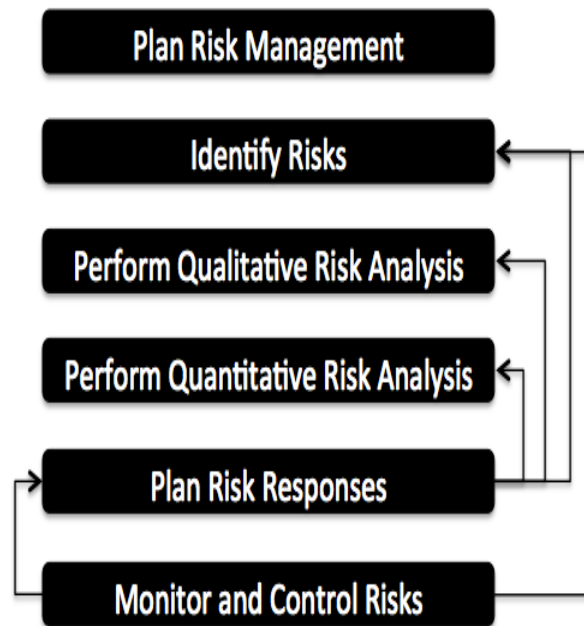 Plan Risk Management
Identify Risks
Perform Qualitative Risk Analysis
Perform Quantitative Risk Analysis
Plan Risk Responses
Monitor and Control Risks